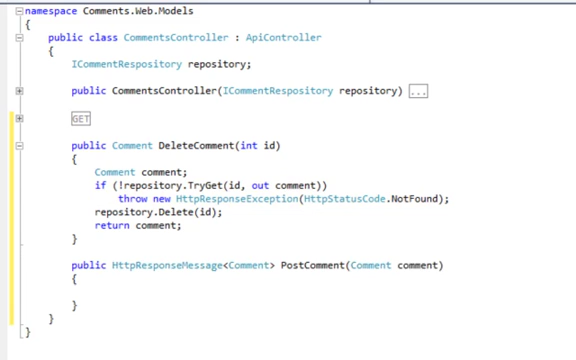 namespace Comments.Web.Models
{
public class CommentsController : ApiController
{
ICommentRespository repository;
public CommentsController(ICommentRespository repository) ...
GET
public Comment DeleteComment(int id)
{
Comment comment;
if (!repository.TryGet(id, out comment))
throw new HttpResponseException(HttpStatusCode.NotFound);
repository.Delete(id);
return comment;
}
public HttpResponseMessage<Comment> PostComment(Comment comment)
{
}
}
}